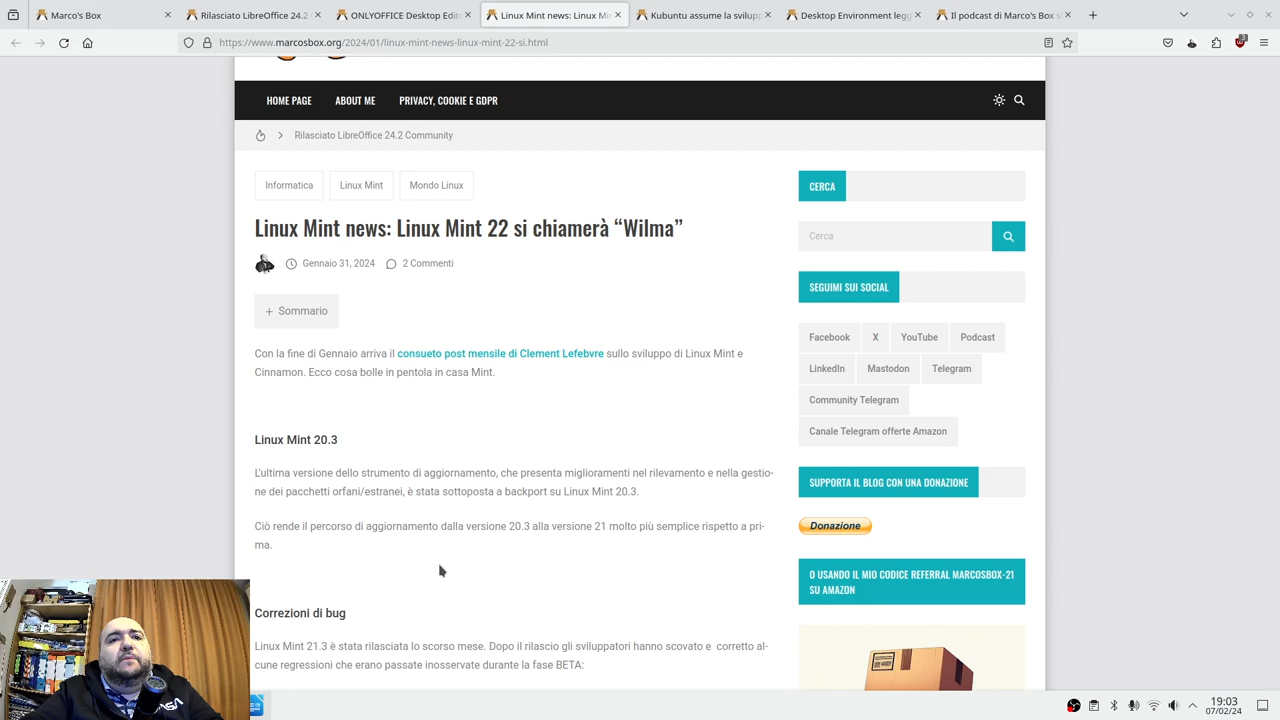 Marco's Box
Rilasciato LibreOffice 24.2
ONLYOFFICE Desktop Edit
Linux Mint news: Linux Min
Kubuntu assume la svilupp
Desktop Environment legg
Il podcast di Marco's Box s
https://www.marcosbox.org/2024/01/linux-mint-news-linux-mint-22-si.html
HOME PAGE
ABOUT ME
PRIVACY, COOKIE E GDPR
Rilasciato LibreOffice 24.2 Community
Informatica
Linux Mint
Mondo Linux
Linux Mint news: Linux Mint 22 si chiamerà “Wilma”
Gennaio 31, 2024
2 Commenti
+ Sommario
Con la fine di Gennaio arriva il consueto post mensile di Clement Lefebvre sullo sviluppo di Linux Mint e
Cinnamon. Ecco cosa bolle in pentola in casa Mint.
Linux Mint 20.3
L'ultima versione dello strumento di aggiornamento, che presenta miglioramenti nel rilevamento e nella gestio-
ne dei pacchetti orfani/estranei, è stata sottoposta a backport su Linux Mint 20.3.
Ciò rende il percorso di aggiornamento dalla versione 20.3 alla versione 21 molto più semplice rispetto a pri-
ma.
Correzioni di bug
Linux Mint 21.3 è stata rilasciata lo scorso mese. Dopo il rilascio gli sviluppatori hanno scovato e corretto al-
cune regressioni che erano passate inosservate durante la fase BETA:
CERCA
Cerca
SEGUIMI SUI SOCIAL
Facebook
X
YouTube
Podcast
LinkedIn
Mastodon
Telegram
Community Telegram
Canale Telegram offerte Amazon
SUPPORTA IL BLOG CON UNA DONAZIONE
Donazione
O USANDO IL MIO CODICE REFERRAL MARCOSBOX-21
SU AMAZON
19:03
07/02/24